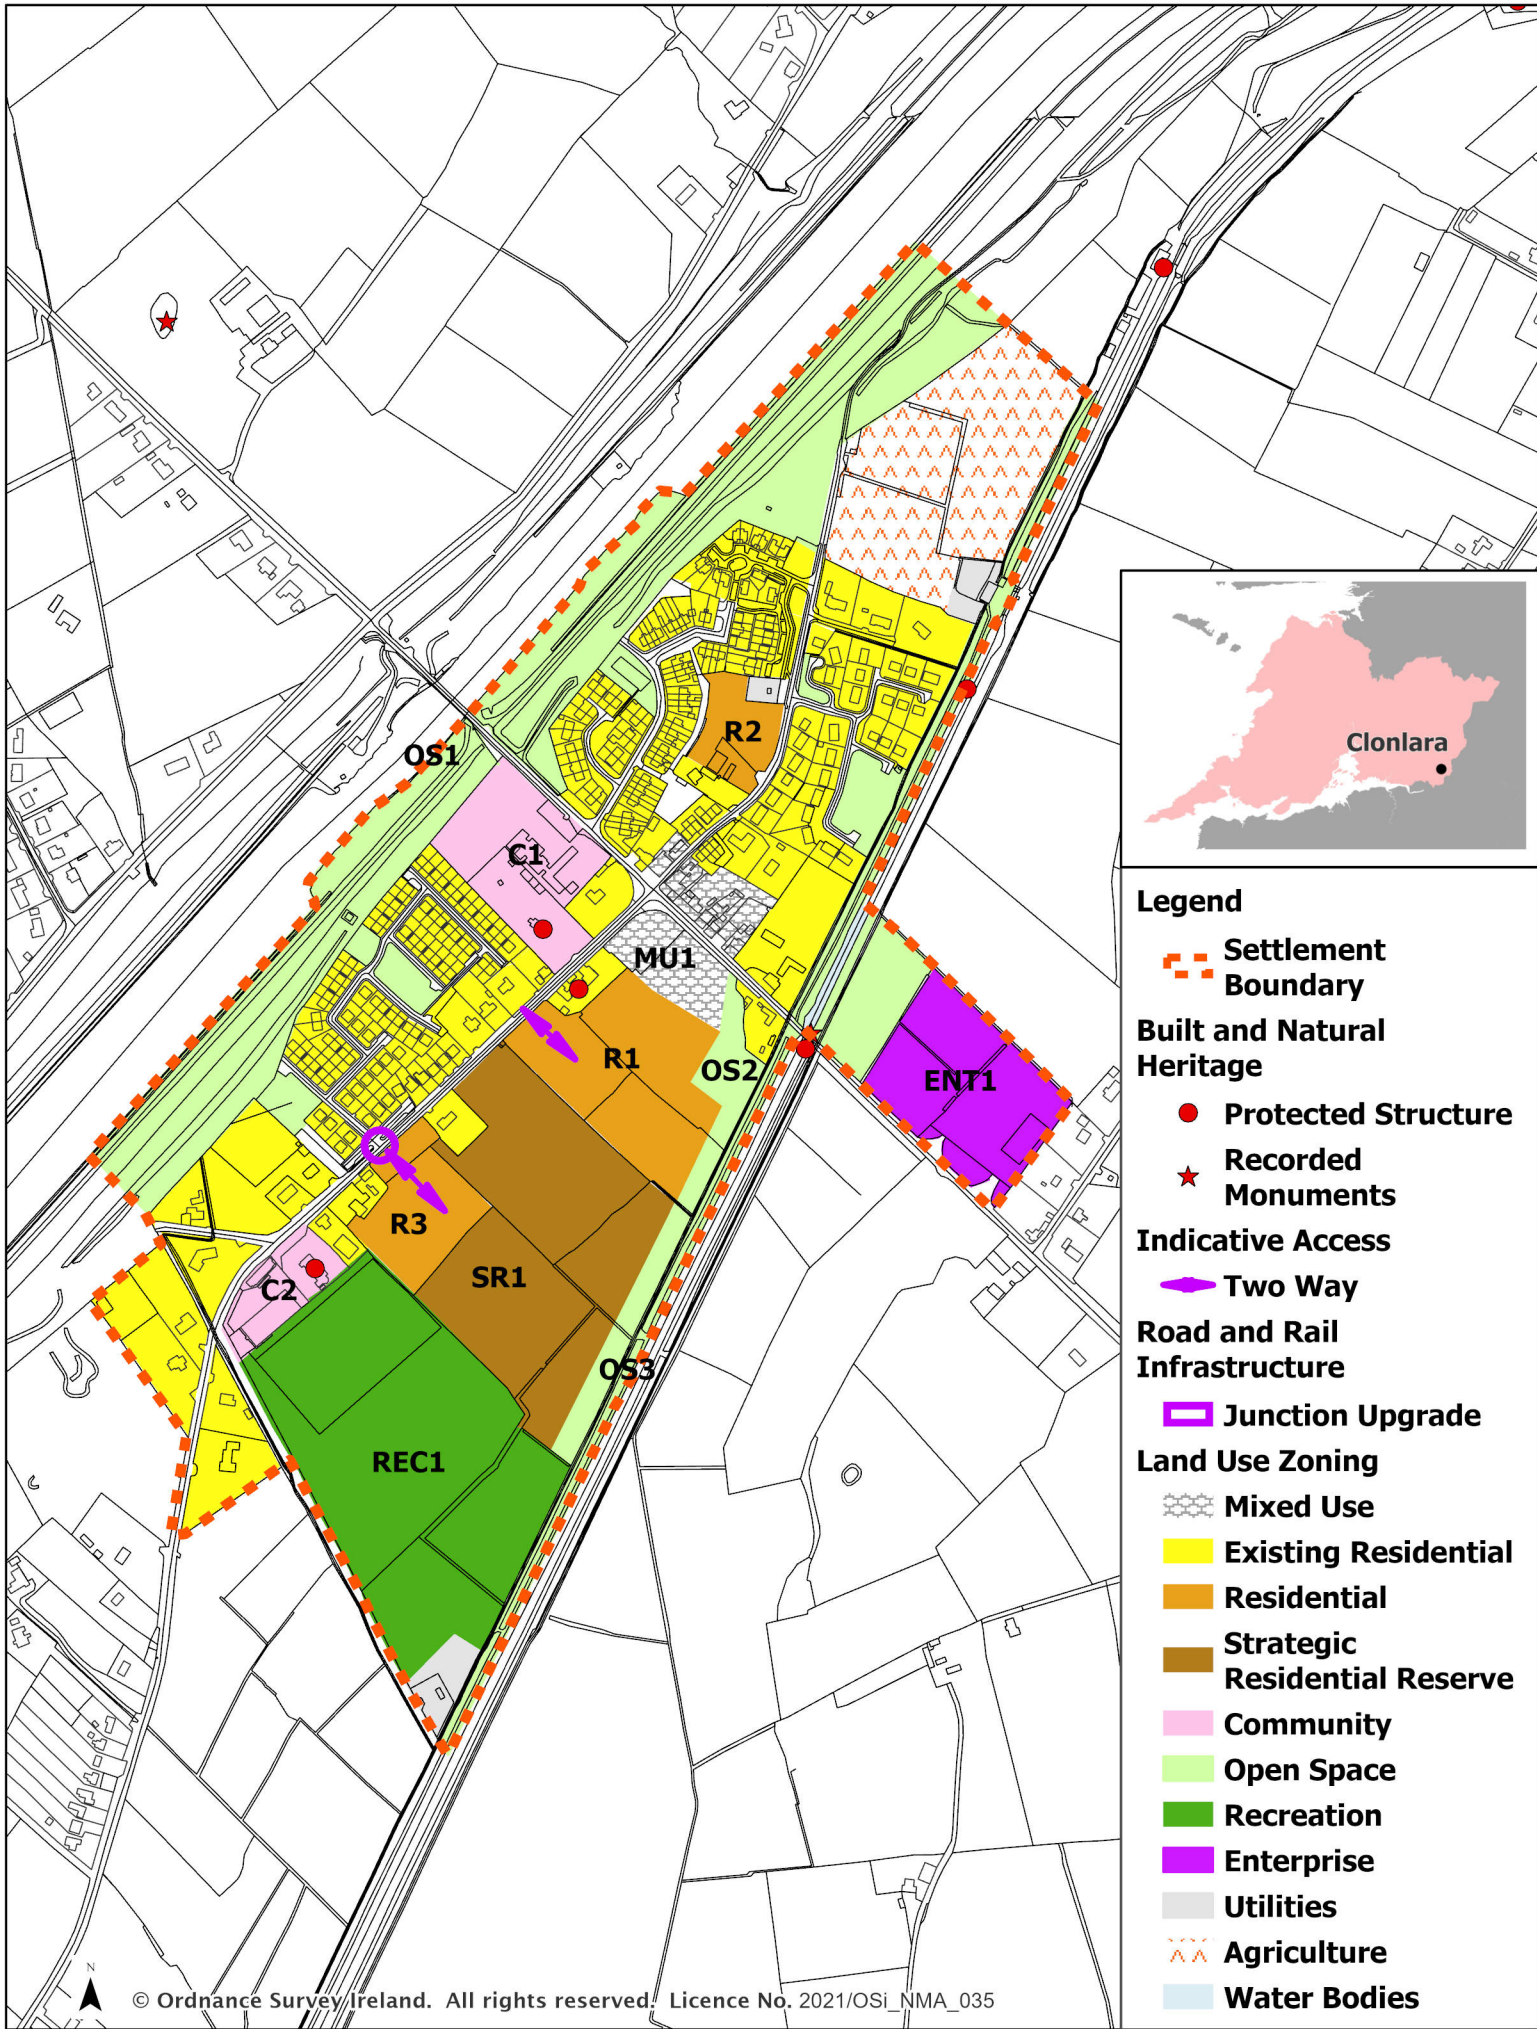 OS1
R2
C1
MU1
R1
OS2
ENT1
R3
C2
SR1
OS3
REC1
Clonlara
Legend
Settlement
Boundary
Built and Natural
Heritage
Protected Structure
Recorded
Monuments
Indicative Access
Two Way
Road and Rail
Infrastructure
Junction Upgrade
Land Use Zoning
Mixed Use
Existing Residential
Residential
Strategic
Residential Reserve
Community
Open Space
Recreation
Enterprise
Utilities
Agriculture
Water Bodies
N
© Ordnance Survey Ireland. All rights reserved. Licence No. 2021/OSi_NMA_035